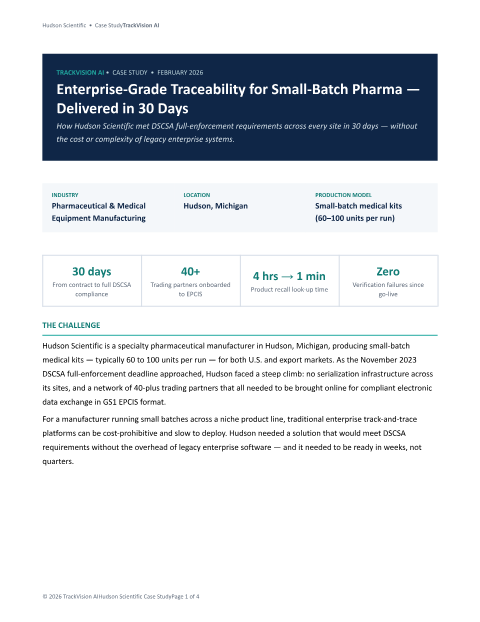 Hudson Scientific • Case StudyTrackVision AI
TRACKVISION AI • CASE STUDY • FEBRUARY 2026
Enterprise-Grade Traceability for Small-Batch Pharma —
Delivered in 30 Days
How Hudson Scientific met DSCSA full-enforcement requirements across every site in 30 days — without
the cost or complexity of legacy enterprise systems.
INDUSTRY
Pharmaceutical & Medical
Equipment Manufacturing
LOCATION
Hudson, Michigan
PRODUCTION MODEL
Small-batch medical kits
(60–100 units per run)
30 days
From contract to full DSCSA
compliance
40+
Trading partners onboarded
to EPCIS
4 hrs → 1 min
Product recall look-up time
Zero
Verification failures since
go-live
THE CHALLENGE
Hudson Scientific is a specialty pharmaceutical manufacturer in Hudson, Michigan, producing small-batch
medical kits — typically 60 to 100 units per run — for both U.S. and export markets. As the November 2023
DSCSA full-enforcement deadline approached, Hudson faced a steep climb: no serialization infrastructure across
its sites, and a network of 40-plus trading partners that all needed to be brought online for compliant electronic
data exchange in GS1 EPCIS format.
For a manufacturer running small batches across a niche product line, traditional enterprise track-and-trace
platforms can be cost-prohibitive and slow to deploy. Hudson needed a solution that would meet DSCSA
requirements without the overhead of legacy enterprise software — and it needed to be ready in weeks, not
quarters.
© 2026 TrackVision AIHudson Scientific Case StudyPage 1 of 4